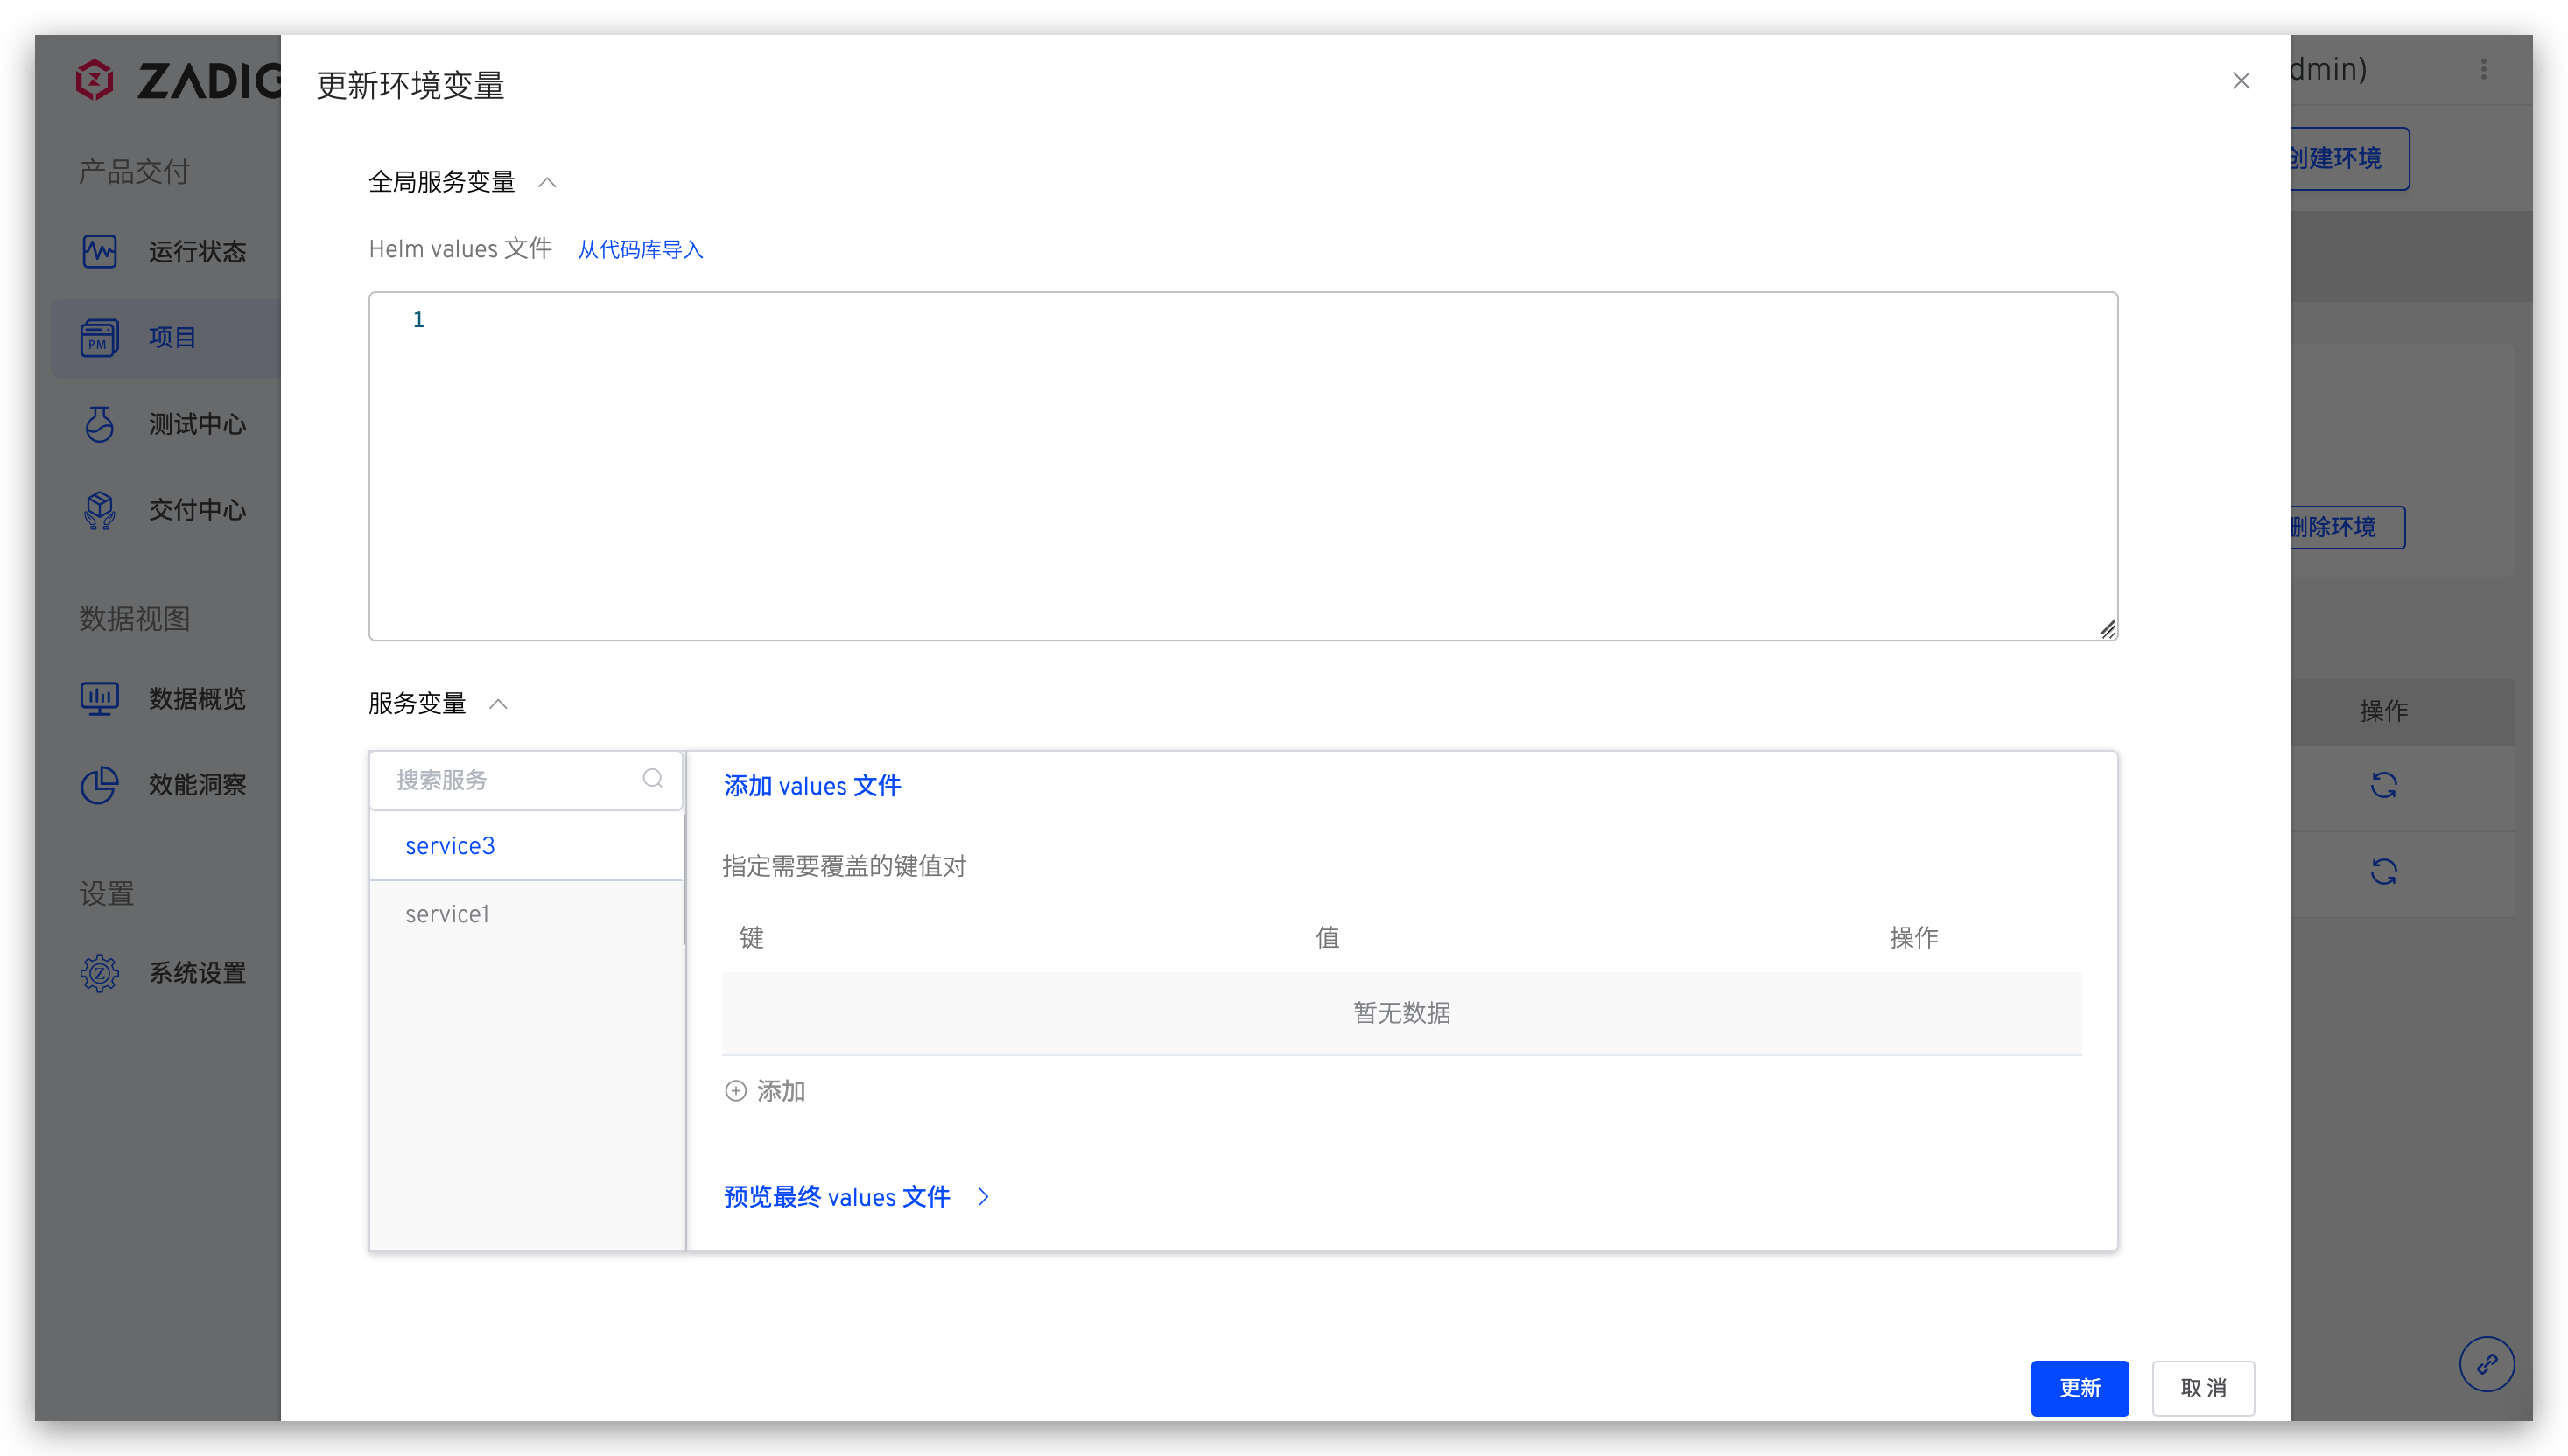 ZADIG
产品交付
运行状态
PM
项目
测试中心
交付中心
数据视图
数据概览
效能洞察
设置
系统设置
更新环境变量
全局服务变量
Helm values 文件 从代码库导入
1
服务变量
搜索服务
service3
service1
添加 values 文件
指定需要覆盖的键值对
键 值 操作
暂无数据
添加
预览最终 values 文件
更新 取消
dmin)
创建环境
删除环境
操作